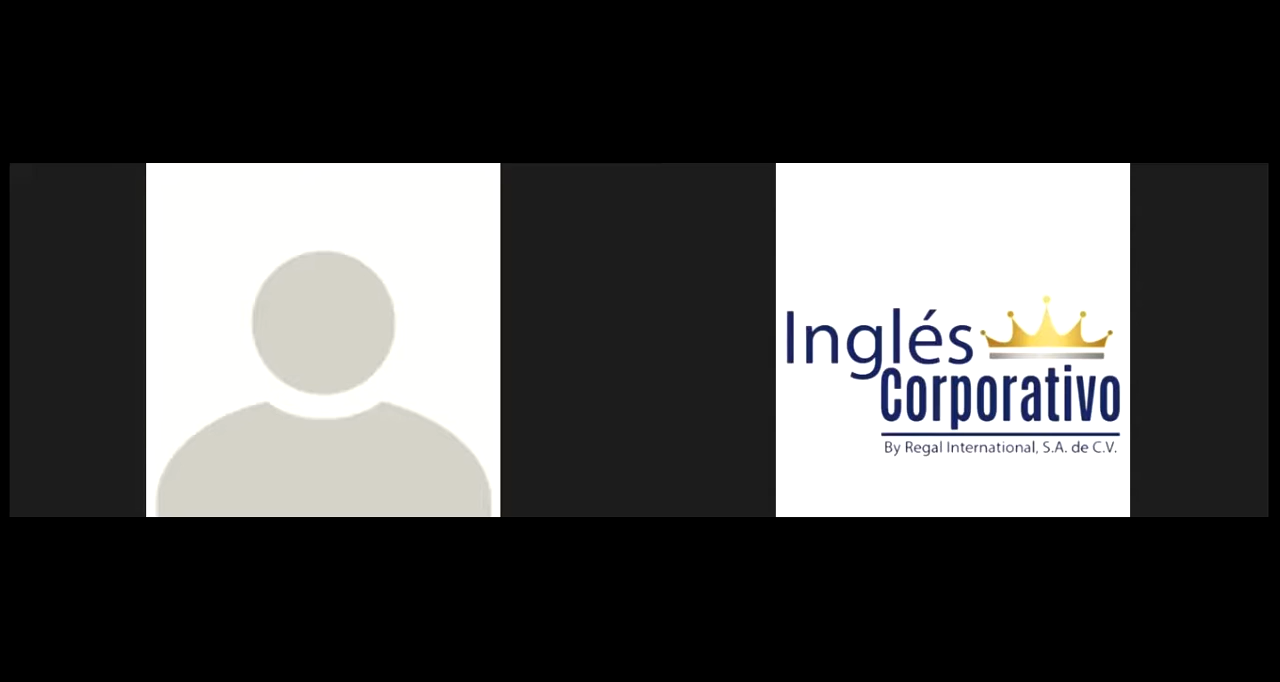 Inglés
Corporativo
By Regal International, S.A. de C.V.